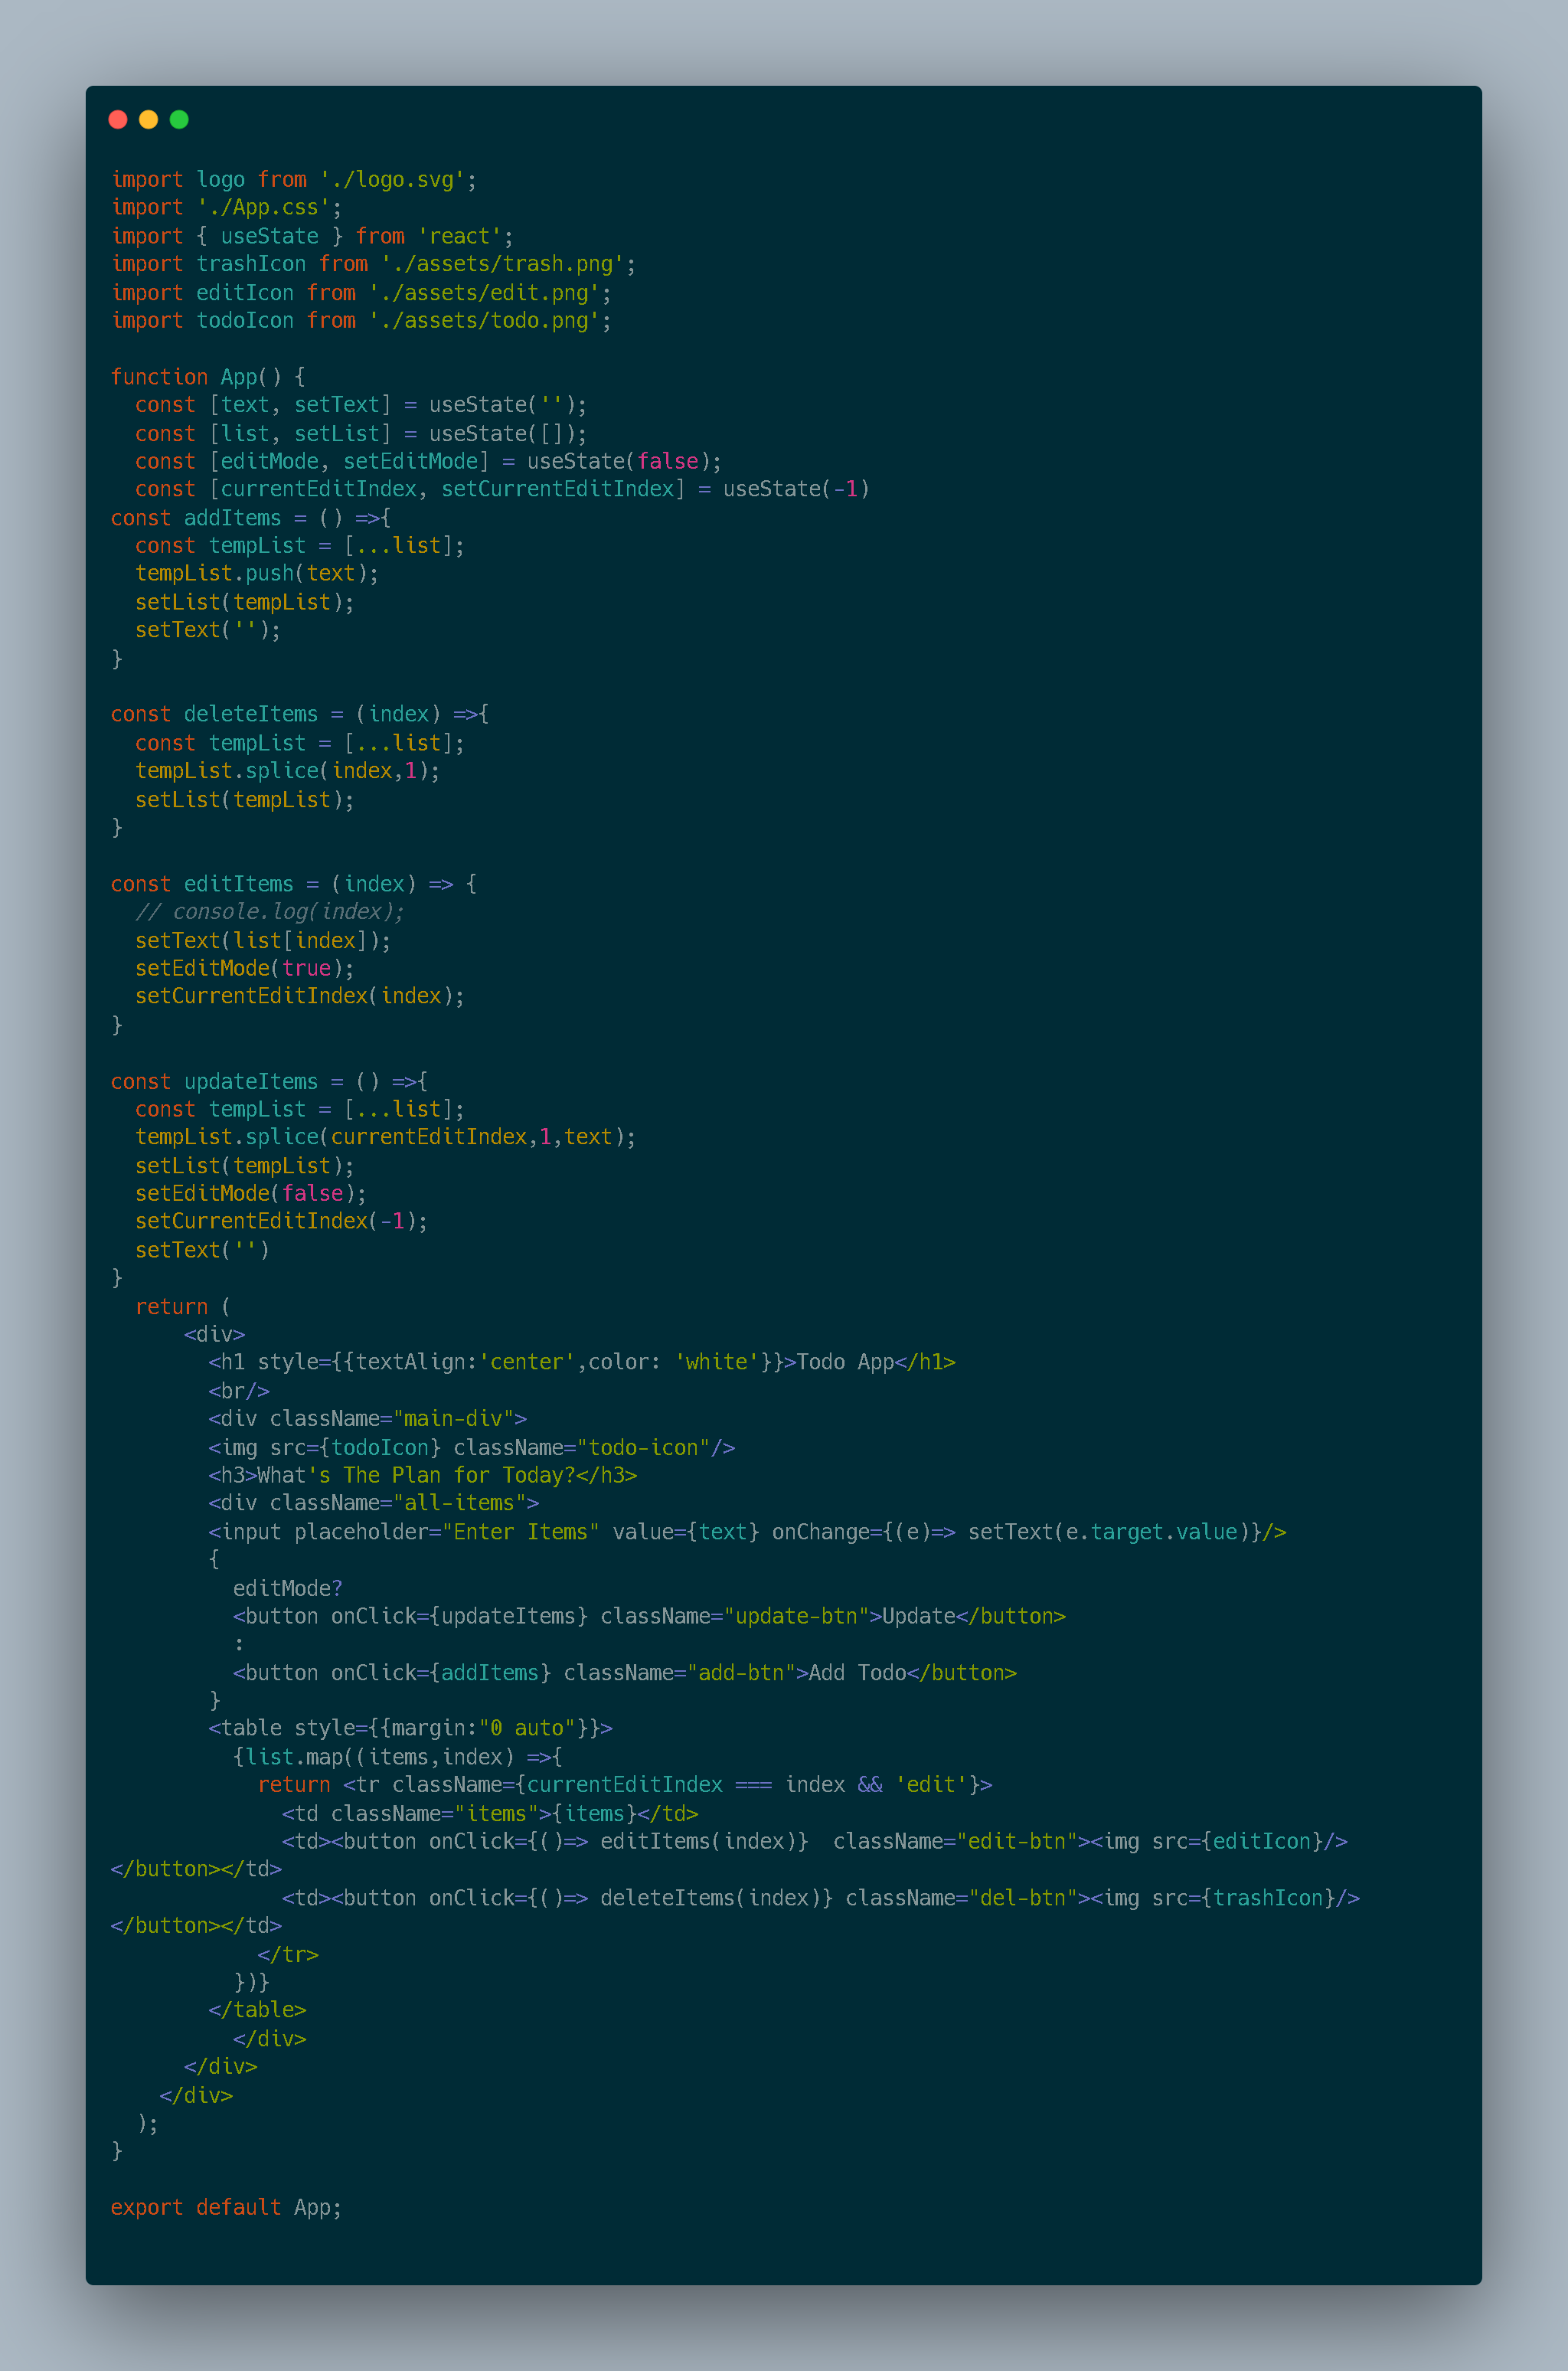 import logo from './logo.svg';
import './App.css';
import { useState } from 'react';
import trashIcon from './assets/trash.png';
import editIcon from './assets/edit.png';
import todoIcon from './assets/todo.png';

function App() {
  const [text, setText] = useState('');
  const [list, setList] = useState([]);
  const [editMode, setEditMode] = useState(false);
  const [currentEditIndex, setCurrentEditIndex] = useState(-1)
const addItems = () =>{
  const tempList = [...list];
  tempList.push(text);
  setList(tempList);
  setText('');
}

const deleteItems = (index) =>{
  const tempList = [...list];
  tempList.splice(index,1);
  setList(tempList);
}

const editItems = (index) => {
  // console.log(index);
  setText(list[index]);
  setEditMode(true);
  setCurrentEditIndex(index);
}

const updateItems = () =>{
  const tempList = [...list];
  tempList.splice(currentEditIndex,1,text);
  setList(tempList);
  setEditMode(false);
  setCurrentEditIndex(-1);
  setText('')
}
  return (
      <div>
        <h1 style={{textAlign:'center',color: 'white'}}>Todo App</h1>
        <br/>
        <div className="main-div">
        <img src={todoIcon} className="todo-icon"/>
        <h3>What's The Plan for Today?</h3>
        <div className="all-items">
        <input placeholder="Enter Items" value={text} onChange={(e)=> setText(e.target.value)}/>
        {
          editMode?
          <button onClick={updateItems} className="update-btn">Update</button>
          :
          <button onClick={addItems} className="add-btn">Add Todo</button>
        }
        <table style={{margin:"0 auto"}}>
          {list.map((items,index) =>{
            return <tr className={currentEditIndex === index && 'edit'}>
              <td className="items">{items}</td>
              <td><button onClick={()=> editItems(index)}  className="edit-btn"><img src={editIcon}/>
</button></td>
              <td><button onClick={()=> deleteItems(index)} className="del-btn"><img src={trashIcon}/>
</button></td>
            </tr>
          })}
        </table>
          </div>
      </div>
    </div>
  );
}

export default App;